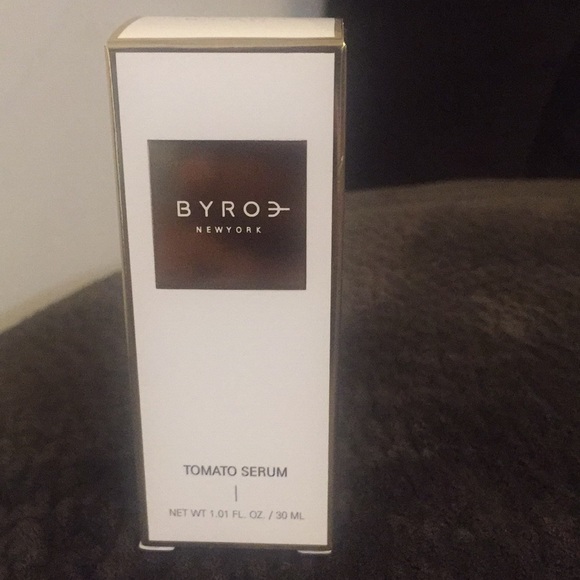 BYROE
NEWYORK
TOMATO SERUM
NET WT 1.01 FL. OZ. / 30 ML